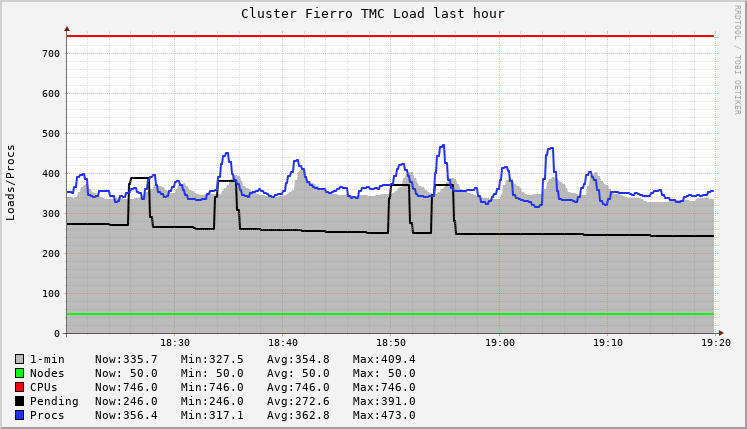 Cluster Fierro TMC Load last hour
RRDTOOL / TOBI OETIKER
Loads/Procs
700
600
500
400
300
200
100
0
18:30 18:40 18:50 19:00 19:10 19:20
1-min Now:335.7 Min:327.5 Avg:354.8 Max:409.4
Nodes Now: 50.0 Min: 50.0 Avg: 50.0 Max: 50.0
CPUs Now:746.0 Min:746.0 Avg:746.0 Max:746.0
Pending Now:246.0 Min:246.0 Avg:272.6 Max:391.0
Procs Now:356.4 Min:317.1 Avg:362.8 Max:473.0